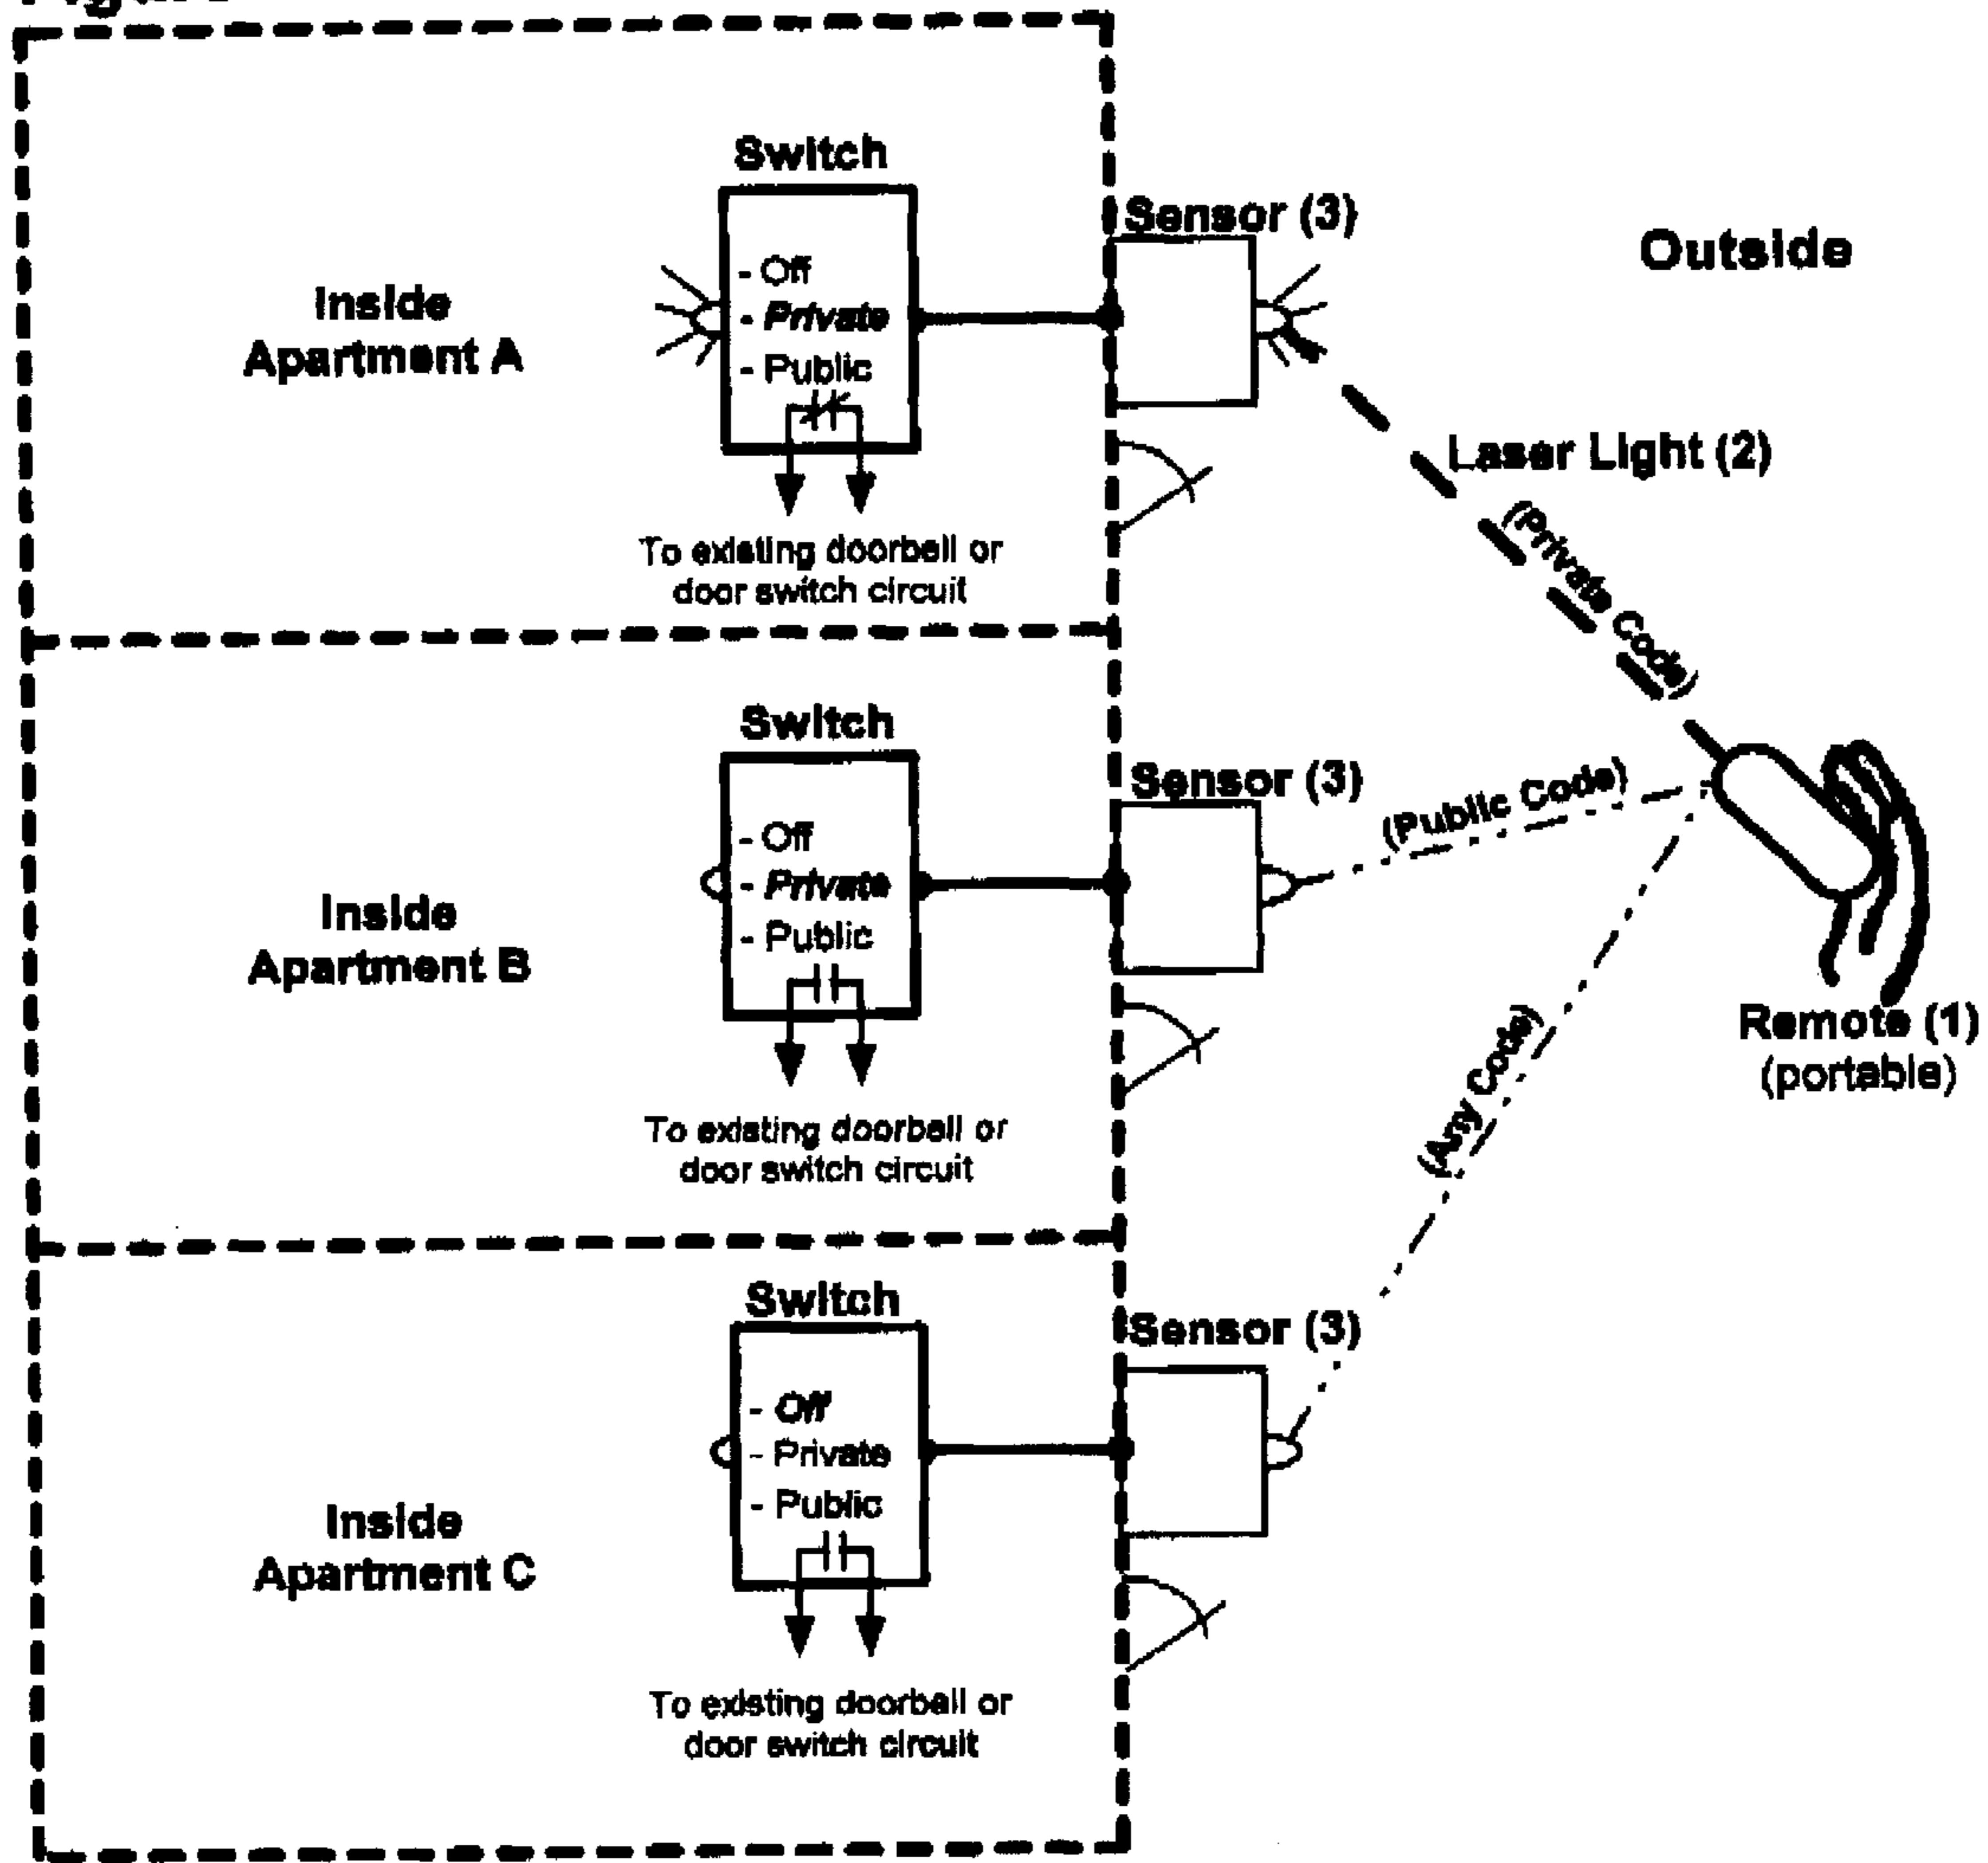 Switch
Sensor (3)
Outside
- Off
- Private
- Public
Inside
Apartment A
Laser Light (2)
(Private Code)
To existing doorbell or
door switch circuit
Switch
Sensor (3)
(Public Code)
- Off
- Private
- Public
Inside
Apartment B
Remote (1)
(portable)
(Any Code)
To existing doorbell or
door switch circuit
Switch
Sensor (3)
- Off
- Private
- Public
Inside
Apartment C
To existing doorbell or
door switch circuit